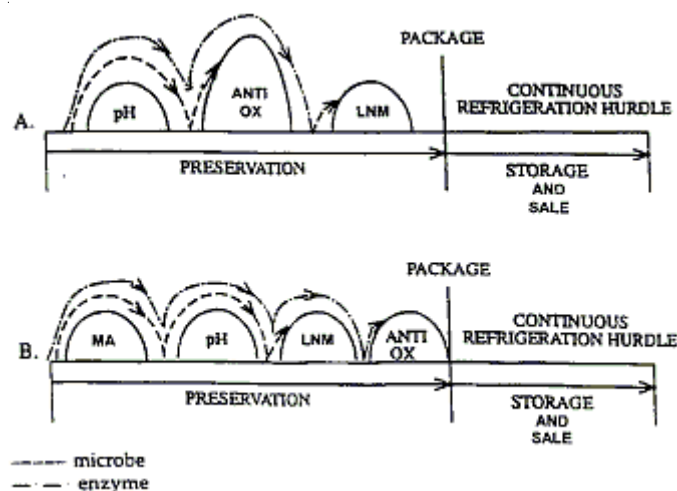 PACKAGE
CONTINUOUS
REFRIGERATION HURDLE
A.
pH
ANTI
OX
LNM
PRESERVATION
STORAGE
AND
SALE
PACKAGE
CONTINUOUS
REFRIGERATION HURDLE
B.
MA
pH
LNM
ANTI
OX
PRESERVATION
STORAGE
AND
SALE
microbe
enzyme